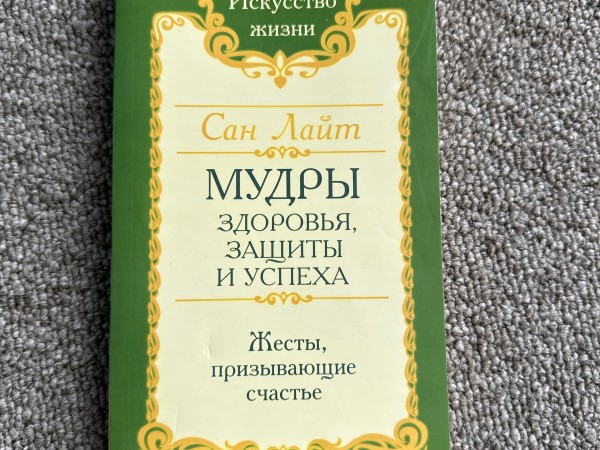 Искусство
жизни
Сан Лайт
МУДРЫ
ЗДОРОВЬЯ,
ЗАЩИТЫ
И УСПЕХА
Жесты,
призывающие
счастье